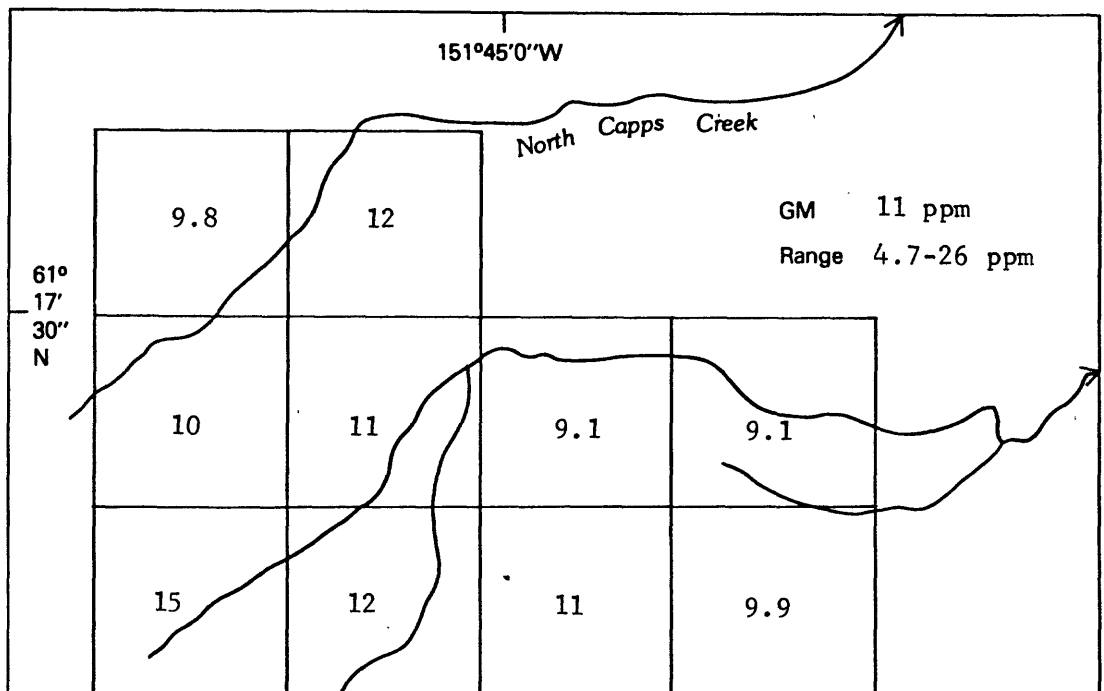 151°45'0"W
North Capps Creek
9.8 12
GM 11 ppm
Range 4.7-26 ppm
61°
17'
30"
N
10 11 9.1 9.1
15 12 11 9.9